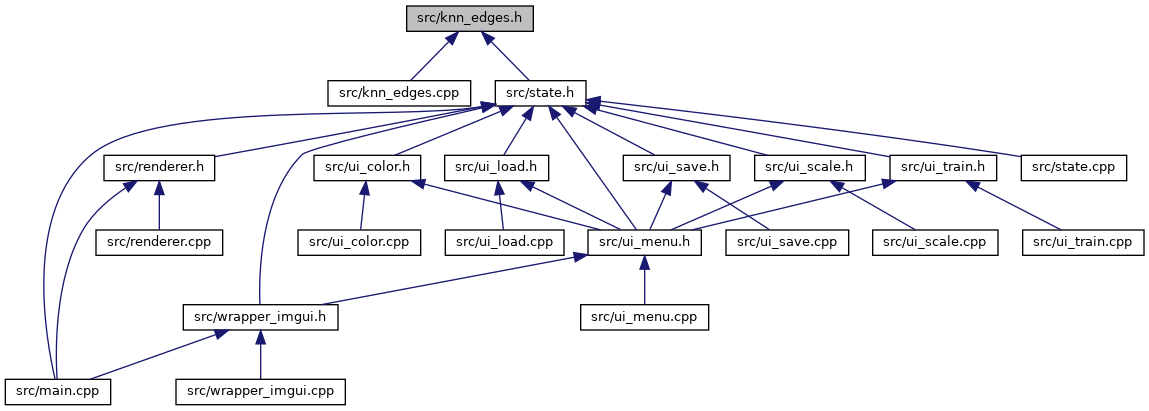 src/knn_edges.h
src/knn_edges.cpp
src/state.h
src/renderer.h
src/ui_color.h
src/ui_load.h
src/ui_save.h
src/ui_scale.h
src/ui_train.h
src/state.cpp
src/renderer.cpp
src/ui_color.cpp
src/ui_load.cpp
src/ui_menu.h
src/ui_save.cpp
src/ui_scale.cpp
src/ui_train.cpp
src/wrapper_imgui.h
src/ui_menu.cpp
src/main.cpp
src/wrapper_imgui.cpp